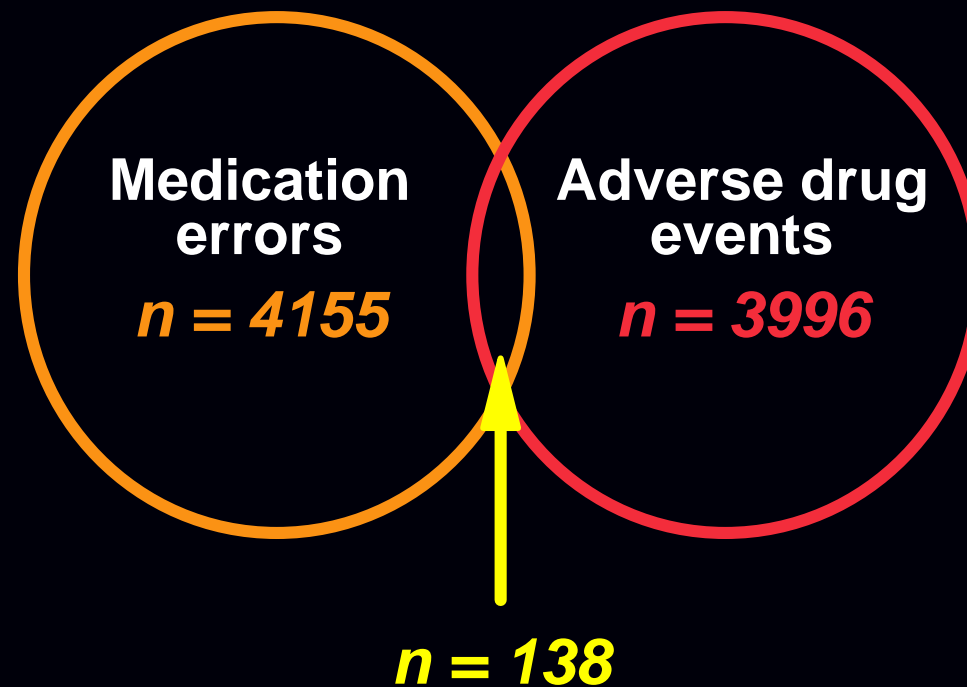 Medication
errors
n = 4155
Adverse drug
events
n = 3996
n = 138